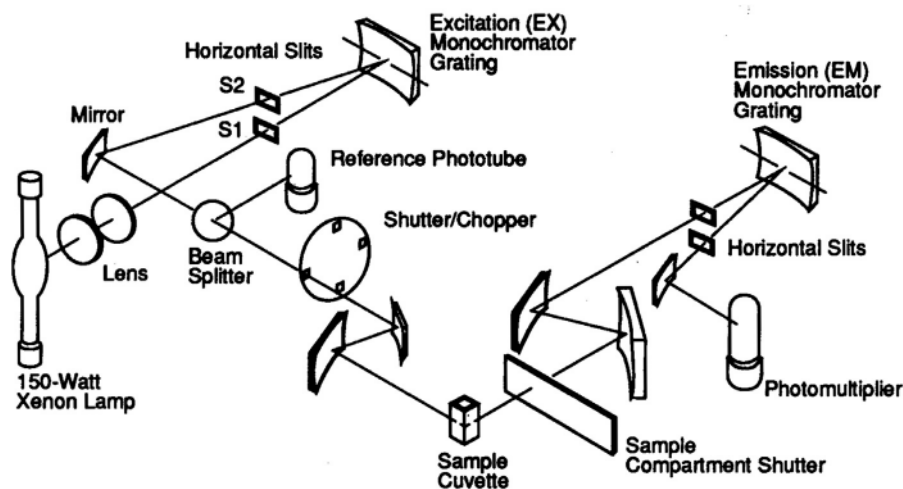 Excitation (EX)
Monochromator
Grating
Horizontal Slits
S2
S1
Mirror
Reference Phototube
Shutter/Chopper
Lens
Beam
Splitter
150-Watt
Xenon Lamp
Emission (EM)
Monochromator
Grating
Horizontal Slits
Photomultiplier
Sample
Cuvette
Sample
Compartment Shutter